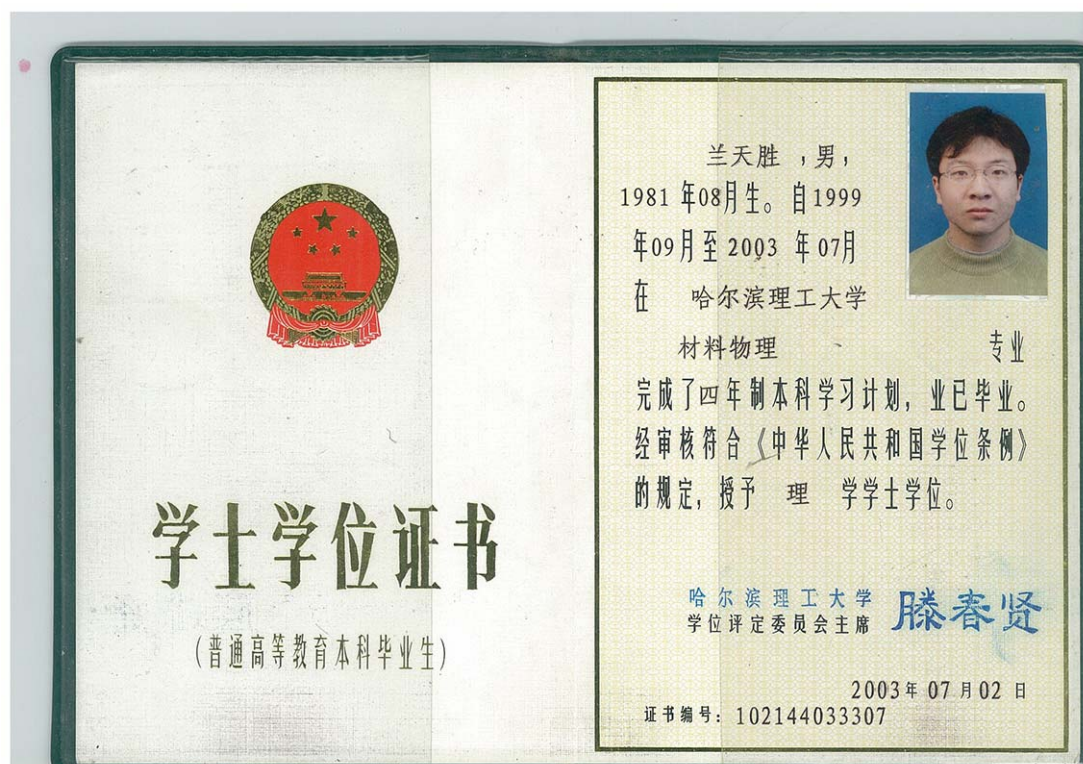 学士学位证书
(普通高等教育本科毕业生)
兰天胜，男，
1981年08月生。自1999
年09月至2003年07月
在 哈尔滨理工大学
材料物理 专业
完成了四年制本科学习计划，业已毕业。
经审核符合《中华人民共和国学位条例》
的规定，授予 理 学学士学位。
哈尔滨理工大学
学位评定委员会主席 滕春贤
2003年07月02日
证书编号：102144033307